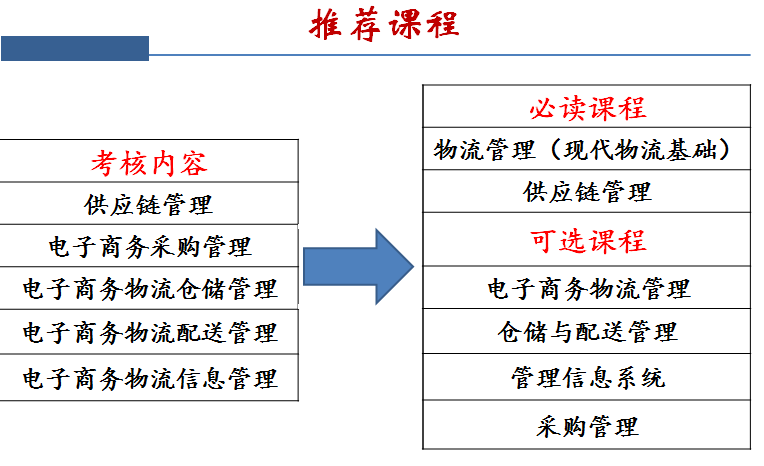 推荐课程
考核内容
供应链管理
电子商务采购管理
电子商务物流仓储管理
电子商务物流配送管理
电子商务物流信息管理
必读课程
物流管理（现代物流基础）
供应链管理
可选课程
电子商务物流管理
仓储与配送管理
管理信息系统
采购管理